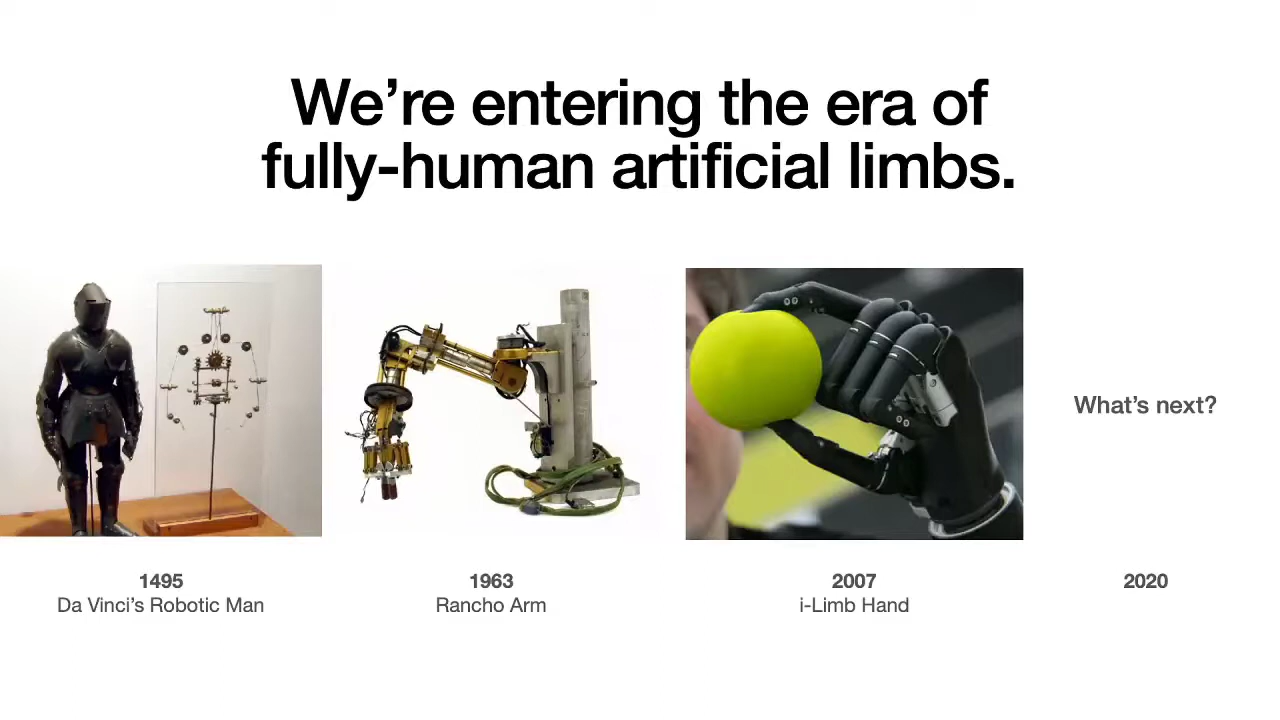 We’re entering the era of
fully-human artificial limbs.
What’s next?
1495
Da Vinci’s Robotic Man
1963
Rancho Arm
2007
i-Limb Hand
2020